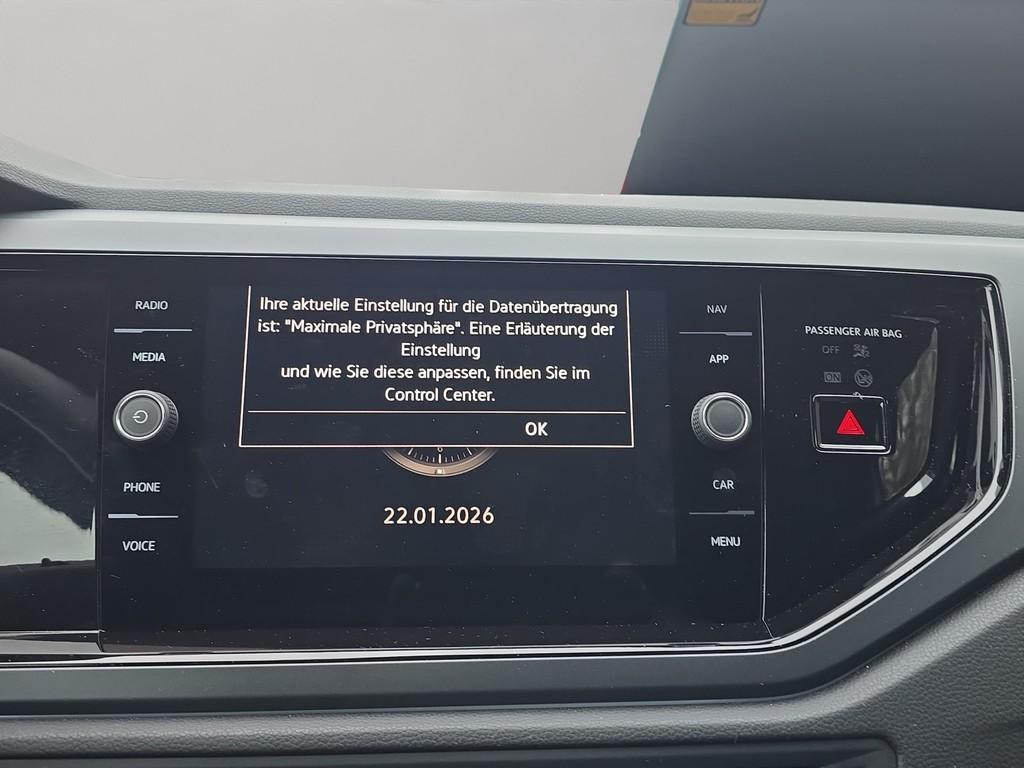 RADIO
MEDIA
PHONE
VOICE
Ihre aktuelle Einstellung für die Datenübertragung
ist: "Maximale Privatsphäre". Eine Erläuterung der
Einstellung
und wie Sie diese anpassen, finden Sie im
Control Center.
OK
22.01.2026
NAV
APP
CAR
MENU
PASSENGER AIR BAG
OFF
ON